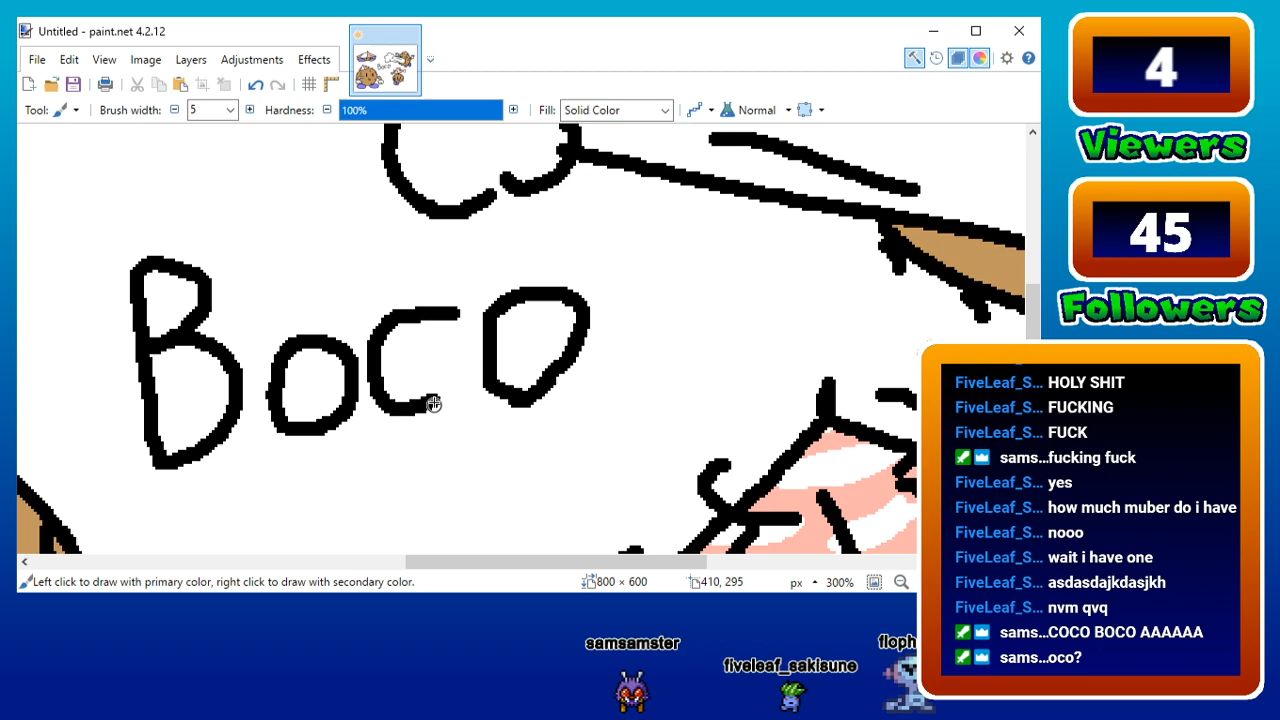 Untitled - paint.net 4.2.12
File Edit View Image Layers Adjustments Effects
Tool: Brush width: 5 Hardness: 100% Fill: Solid Color Normal
Boco
Left click to draw with primary color, right click to draw with secondary color. 800 × 600 410, 295 px 300%
4
Viewers
45
Followers
FiveLeaf_S... HOLY SHIT
FiveLeaf_S... FUCKING
FiveLeaf_S... FUCK
sams...fucking fuck
FiveLeaf_S... yes
FiveLeaf_S... how much muber do i have
FiveLeaf_S... nooo
FiveLeaf_S... wait i have one
FiveLeaf_S... asdasdajkdasjkh
FiveLeaf_S... nvm qvq
sams...COCO BOCO AAAAAA
sams...oco?
samsamster
fiveleaf_sakisune
floph